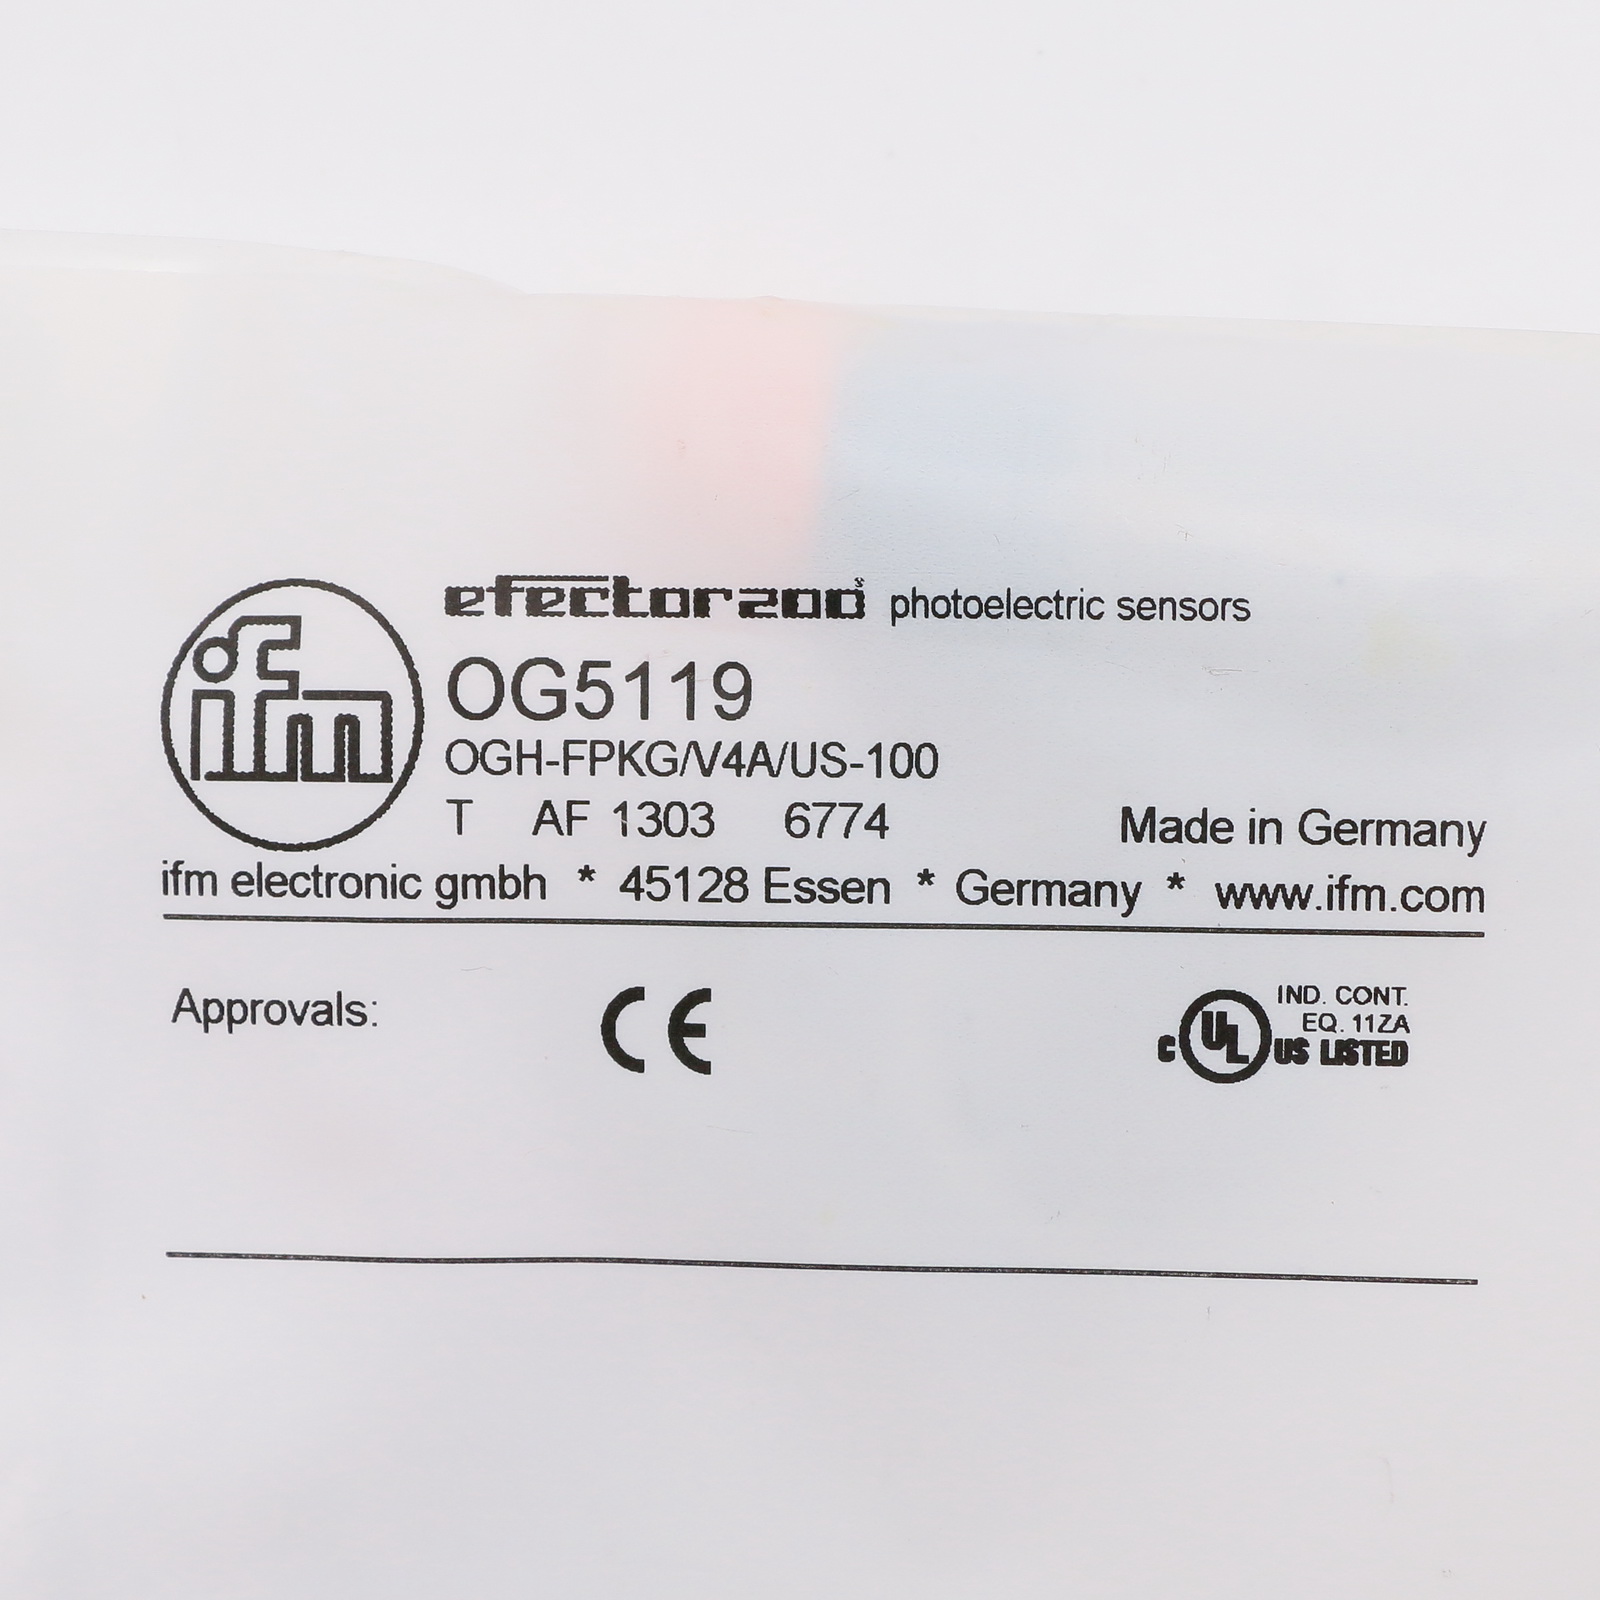 ifm
efector200® photoelectric sensors
OG5119
OGH-FPKG/V4A/US-100
T AF 1303 6774 Made in Germany
ifm electronic gmbh * 45128 Essen * Germany * www.ifm.com
Approvals: CE
IND. CONT.
EQ. 11ZA
C UL US LISTED